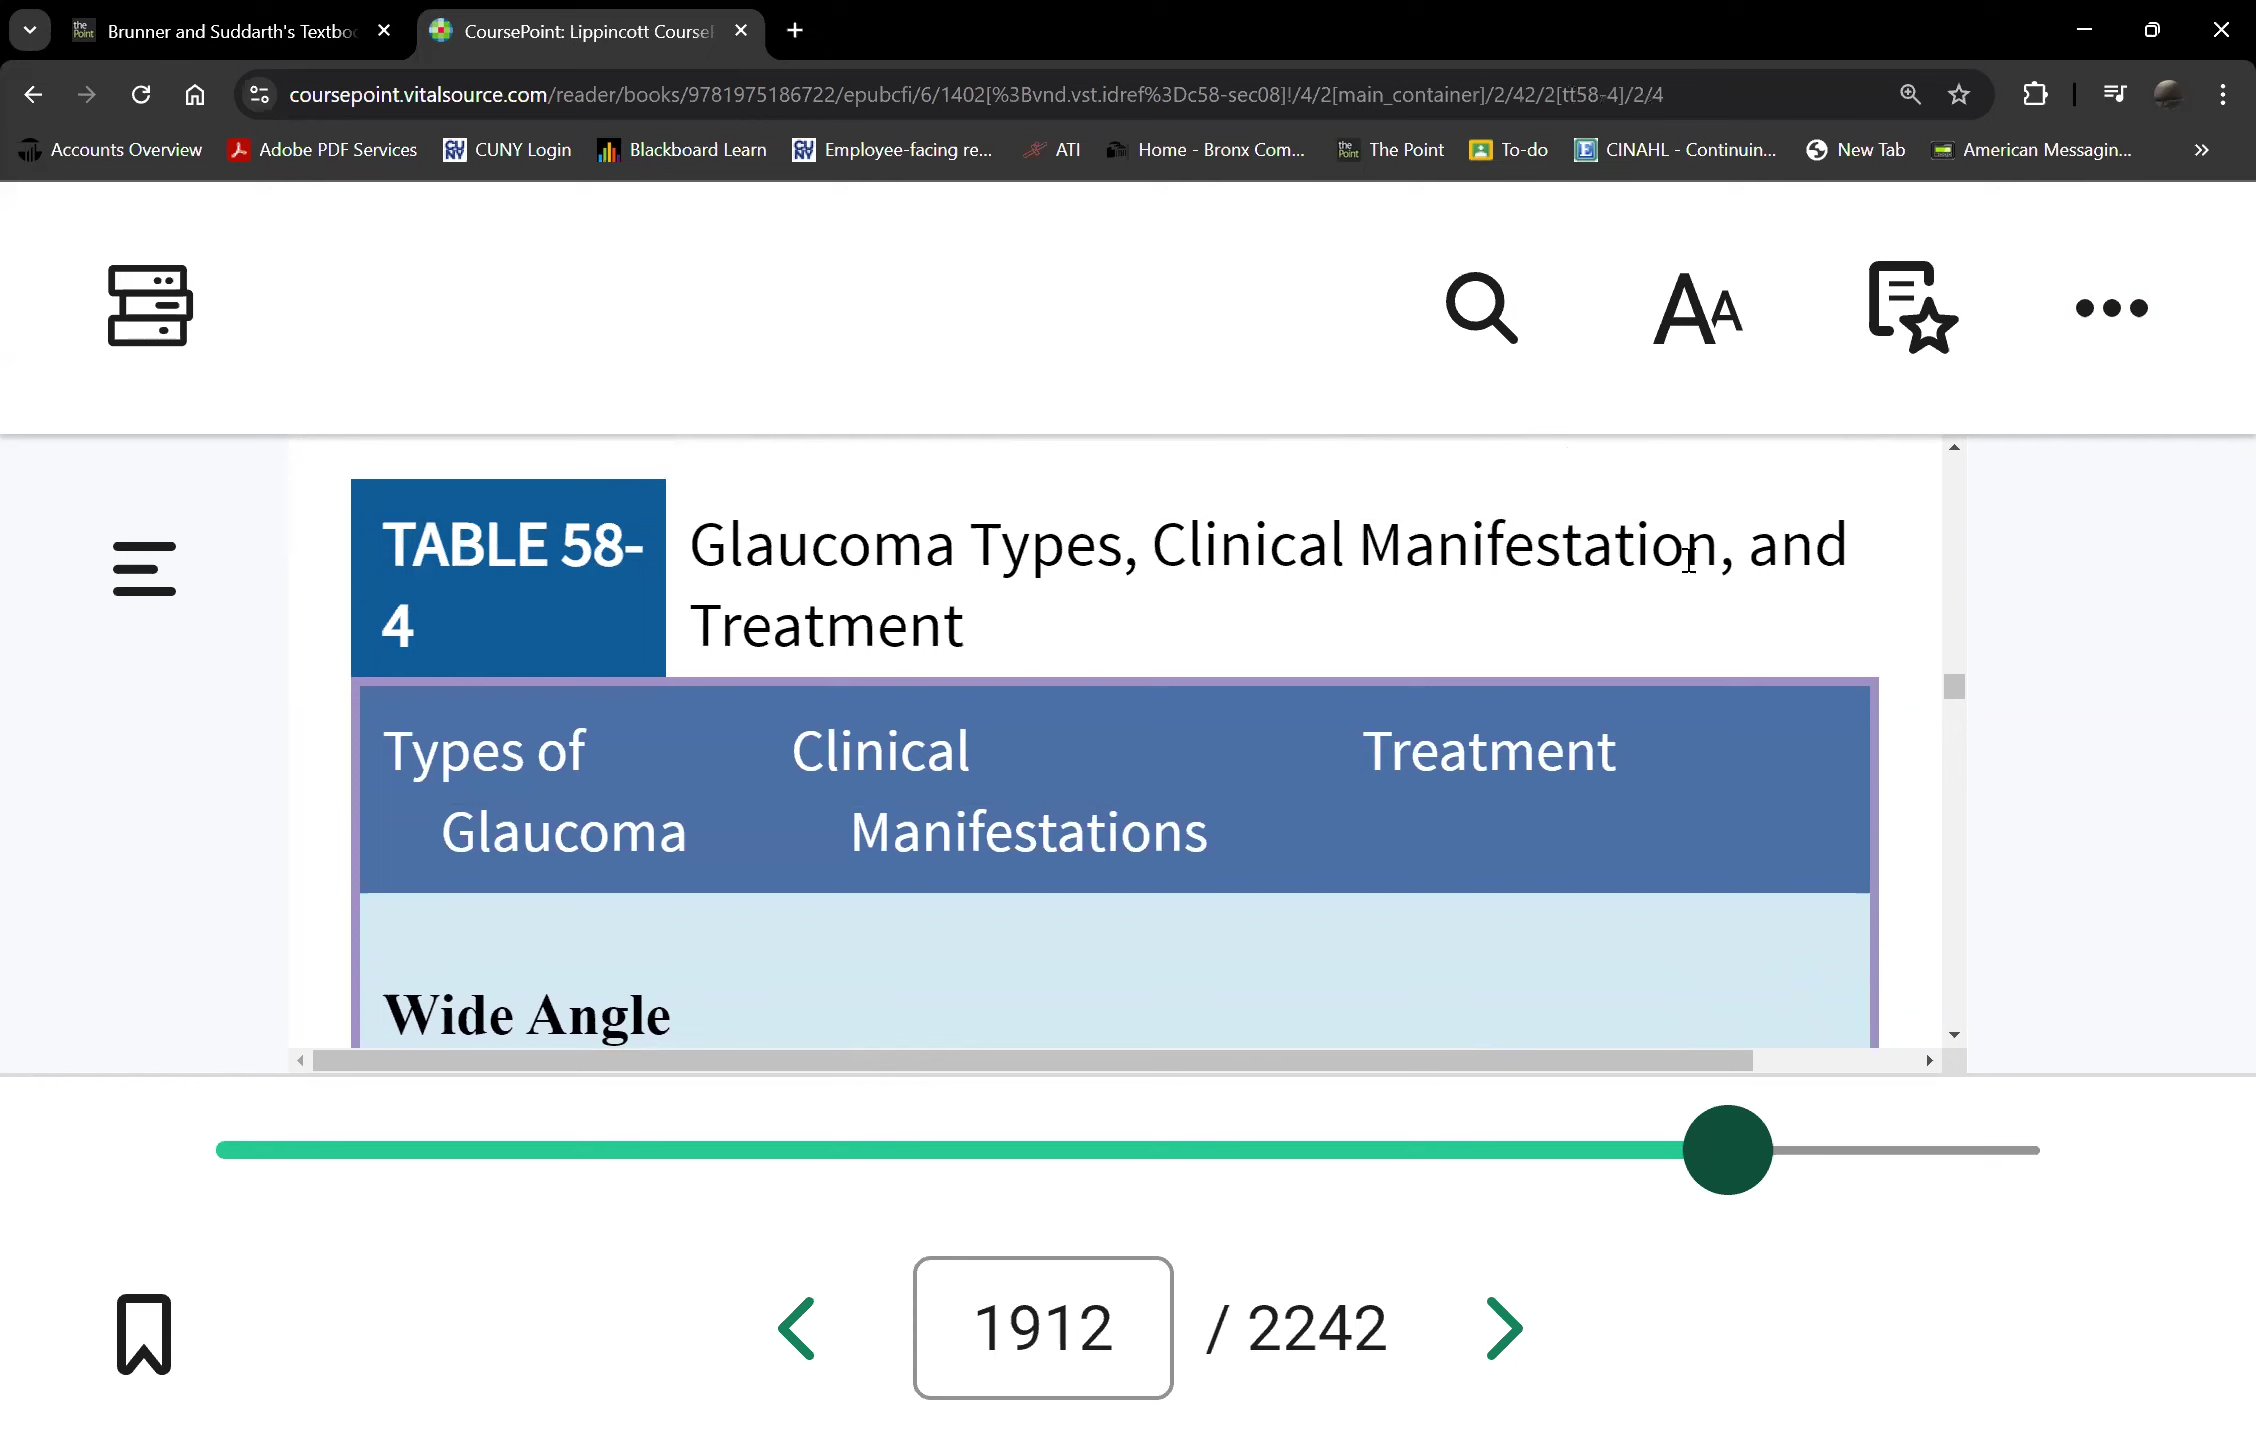 Brunner and Suddarth's Textbo
CoursePoint: Lippincott Course
coursepoint.vitalsource.com/reader/books/9781975186722/epubcfi/6/1402[%3Bvnd.vst.idref%3Dc58-sec08]!/4/2[main_container]/2/42/2[tt58-4]/2/4
Accounts Overview
Adobe PDF Services
CUNY Login
Blackboard Learn
Employee-facing re...
ATI
Home - Bronx Com...
The Point
To-do
CINAHL - Continuin...
New Tab
American Messagin...
TABLE 58-
4
Glaucoma Types, Clinical Manifestation, and
Treatment
Types of
Glaucoma
Clinical
Manifestations
Treatment
Wide Angle
1912 / 2242